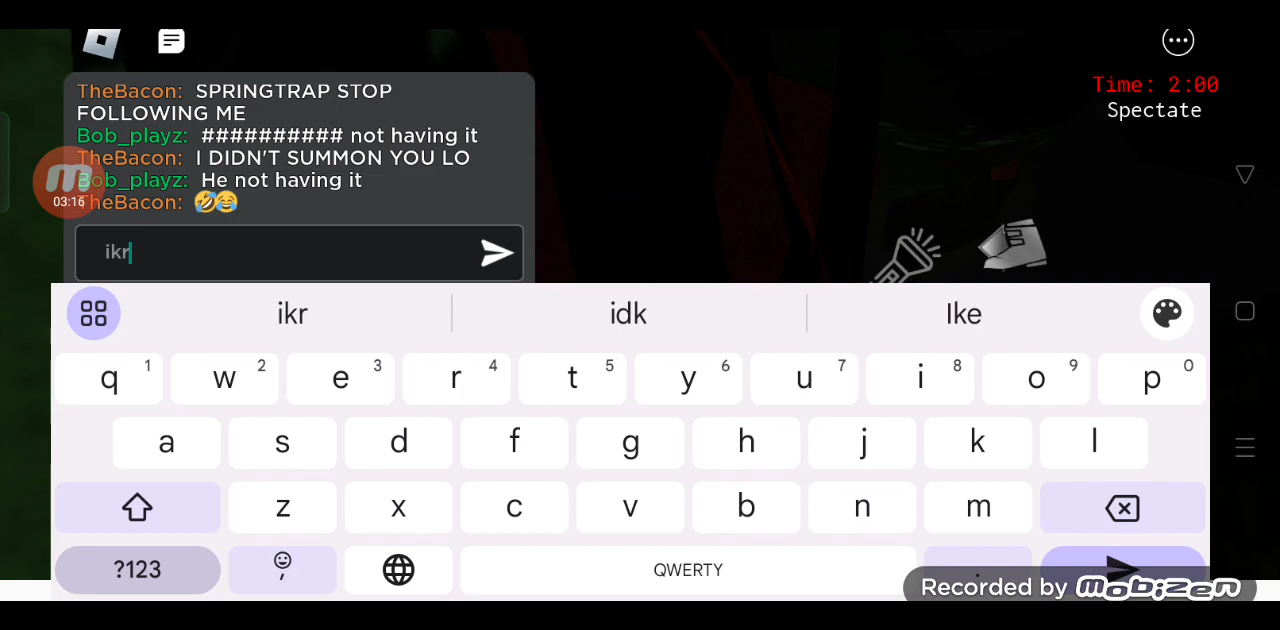 Time: 2:00
Spectate
TheBacon: SPRINGTRAP STOP
FOLLOWING ME
Bob_playz: ########## not having it
TheBacon: I DIDN'T SUMMON YOU LO
Bob_playz: He not having it
TheBacon: 🤣😂
03:16
ikr
ikr idk Ike
q 1 w 2 e 3 r 4 t 5 y 6 u 7 i 8 o 9 p 0
a s d f g h j k l
z x c v b n m
?123 , QWERTY .
Recorded by mobizen